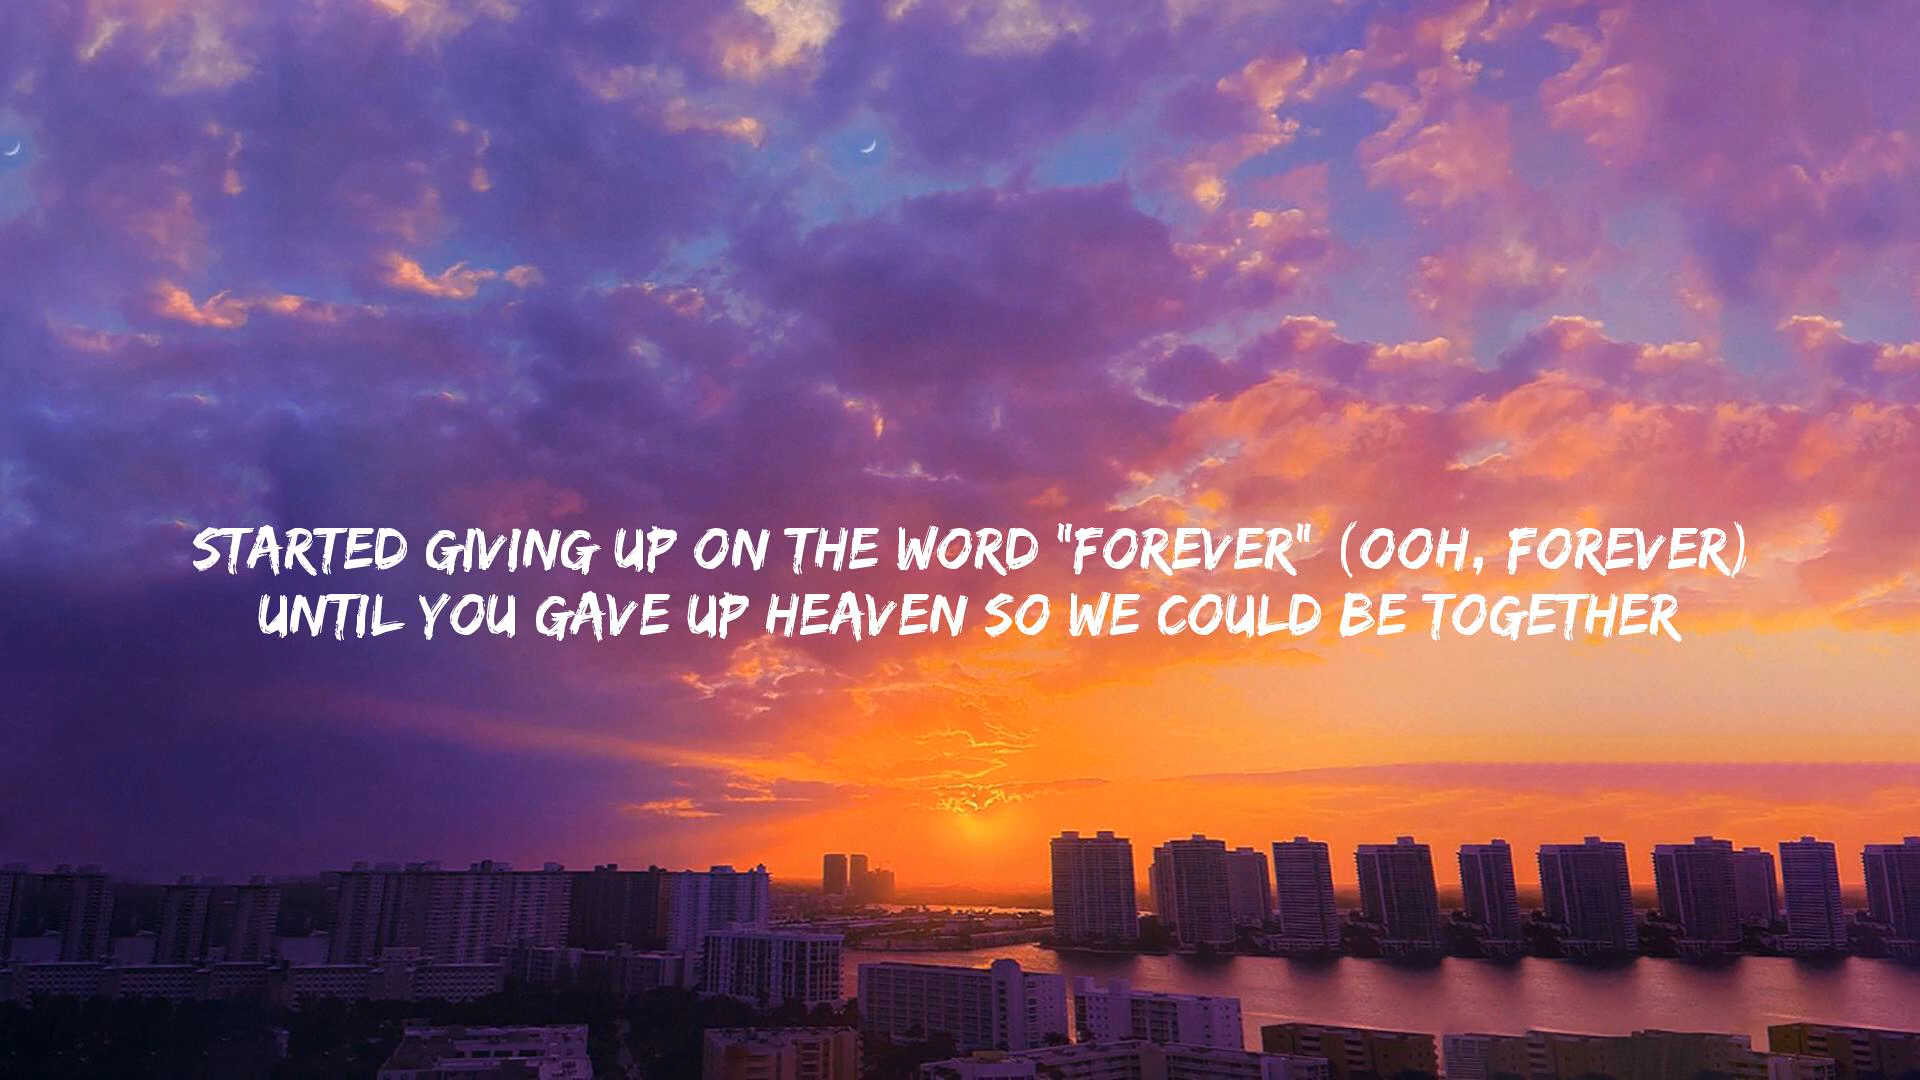 STARTED GIVING UP ON THE WORD "FOREVER" (OOH, FOREVER)
UNTIL YOU GAVE UP HEAVEN SO WE COULD BE TOGETHER